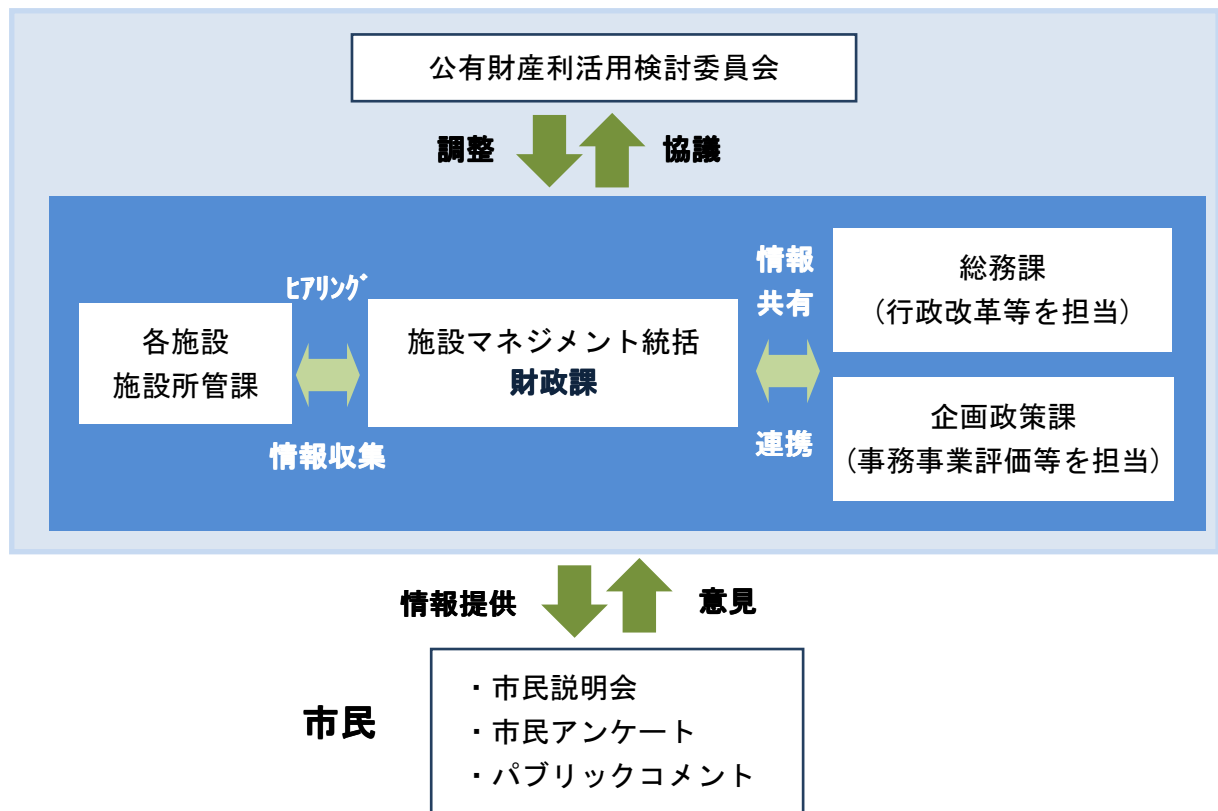 公有財産利活用検討委員会
調整
協議
ヒアリング
情報収集
各施設
施設所管課
施設マネジメント統括
財政課
情報
共有
連携
総務課
（行政改革等を担当）
企画政策課
（事務事業評価等を担当）
情報提供
意見
市民
・市民説明会
・市民アンケート
・パブリックコメント